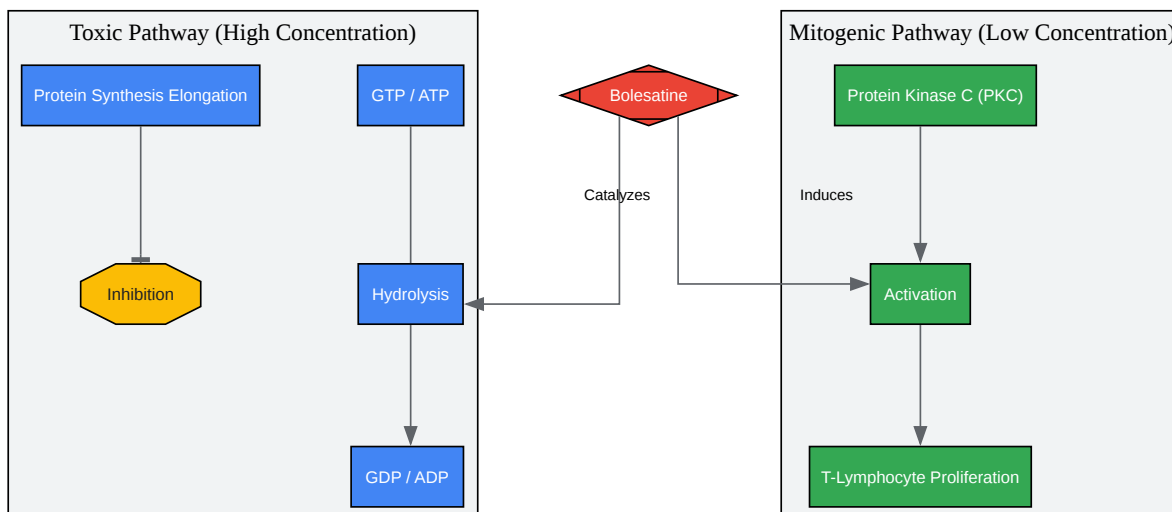 Toxic Pathway (High Concentration)
Mitogenic Pathway (Low Concentration)
Protein Synthesis Elongation
GTP / ATP
Bolesatine
Protein Kinase C (PKC)
Catalyzes
Induces
Inhibition
Hydrolysis
Activation
GDP / ADP
T-Lymphocyte Proliferation